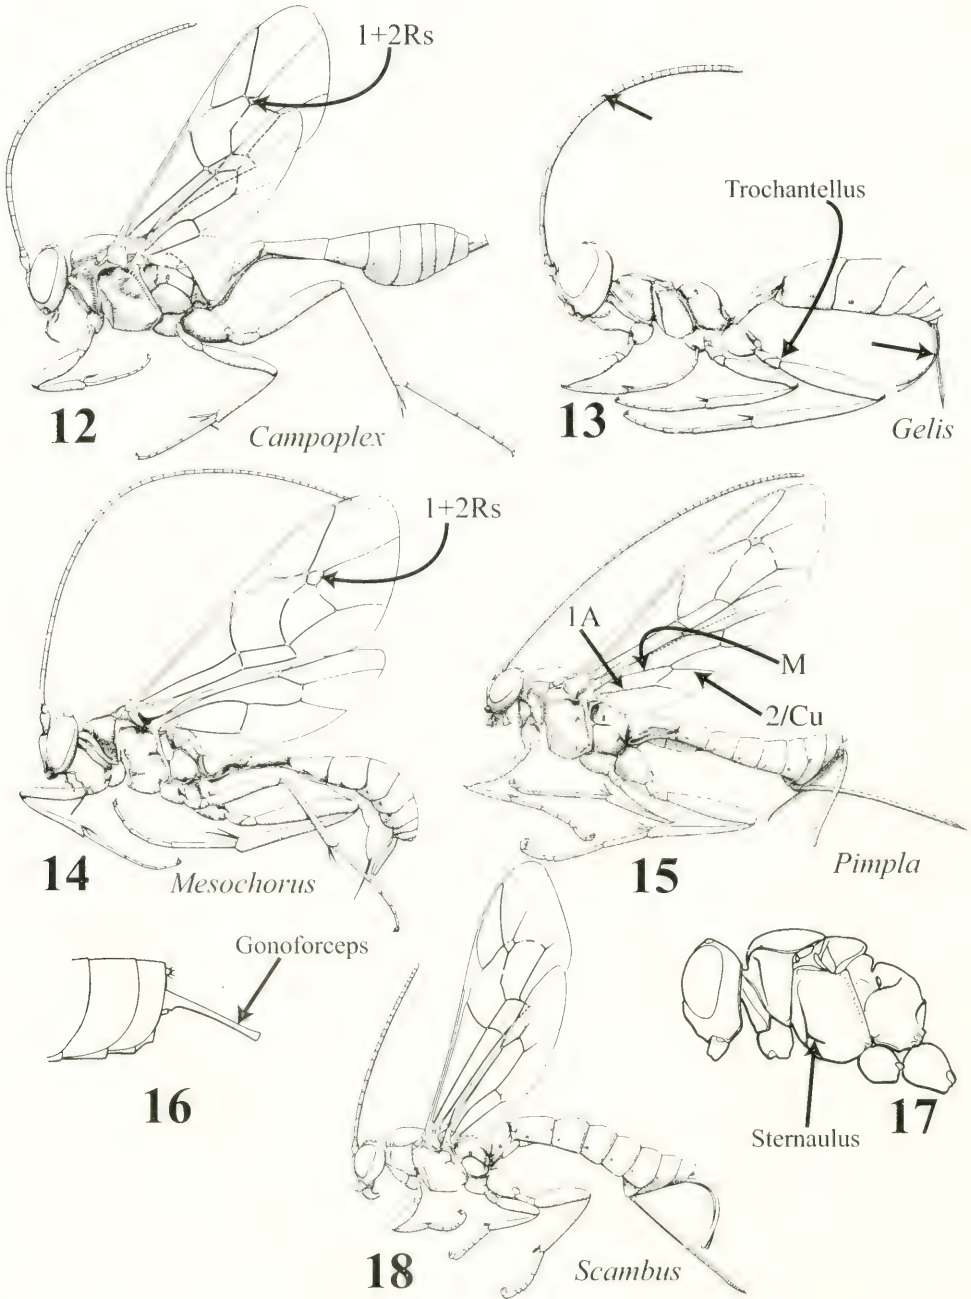 1+2Rs
12
Campoplex
Trochantellus
13
Gelis
1+2Rs
14
Mesochorus
1A
M
2/Cu
15
Pimpla
Gonoforceps
16
Sternaulus
17
18
Scambus